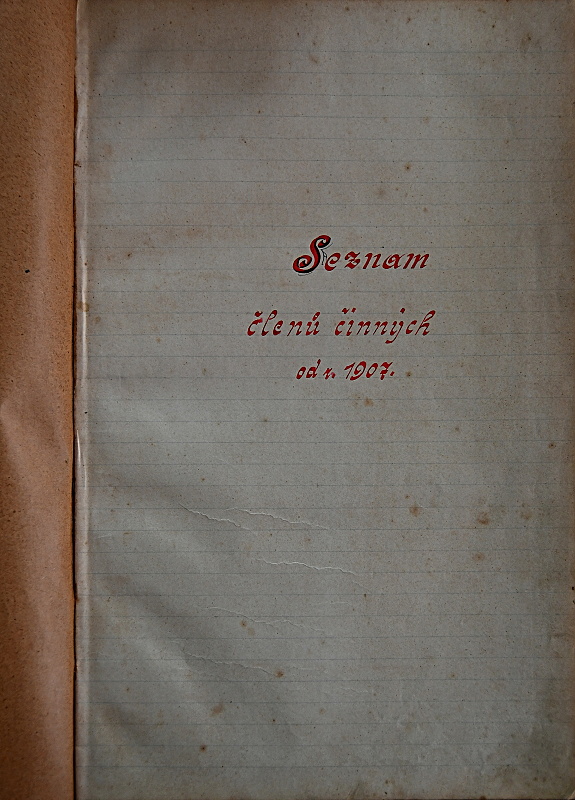 Seznam
členů činných
od r. 1907.